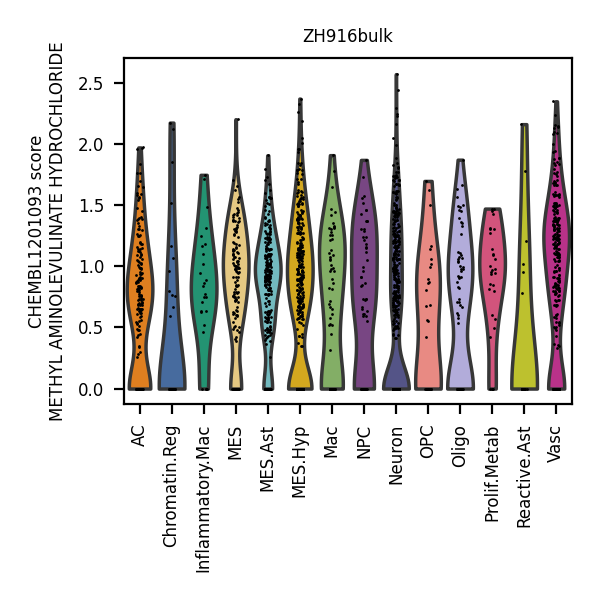 ZH916bulk
CHEMBL1201093 score
METHYL AMINOLEVULINATE HYDROCHLORIDE
2.5
2.0
1.5
1.0
0.5
0.0
AC
Chromatin.Reg
Inflammatory.Mac
MES
MES.Ast
MES.Hyp
Mac
NPC
Neuron
OPC
Oligo
Prolif.Metab
Reactive.Ast
Vasc